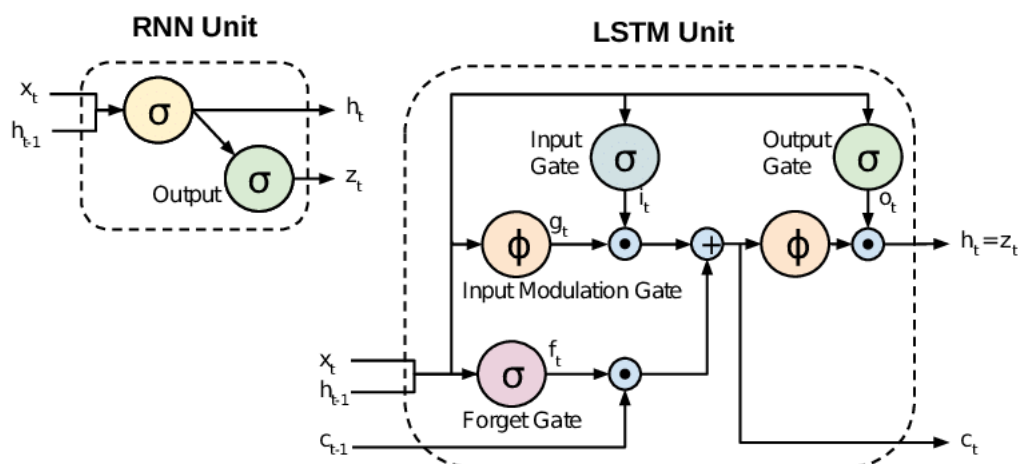 RNN Unit
x_t
h_t-1
σ
h_t
Output
σ
z_t
LSTM Unit
Input
Gate
σ
i_t
Output
Gate
σ
o_t
ϕ
g_t
+
ϕ
h_t=z_t
Input Modulation Gate
x_t
h_t-1
σ
f_t
Forget Gate
c_t-1
c_t